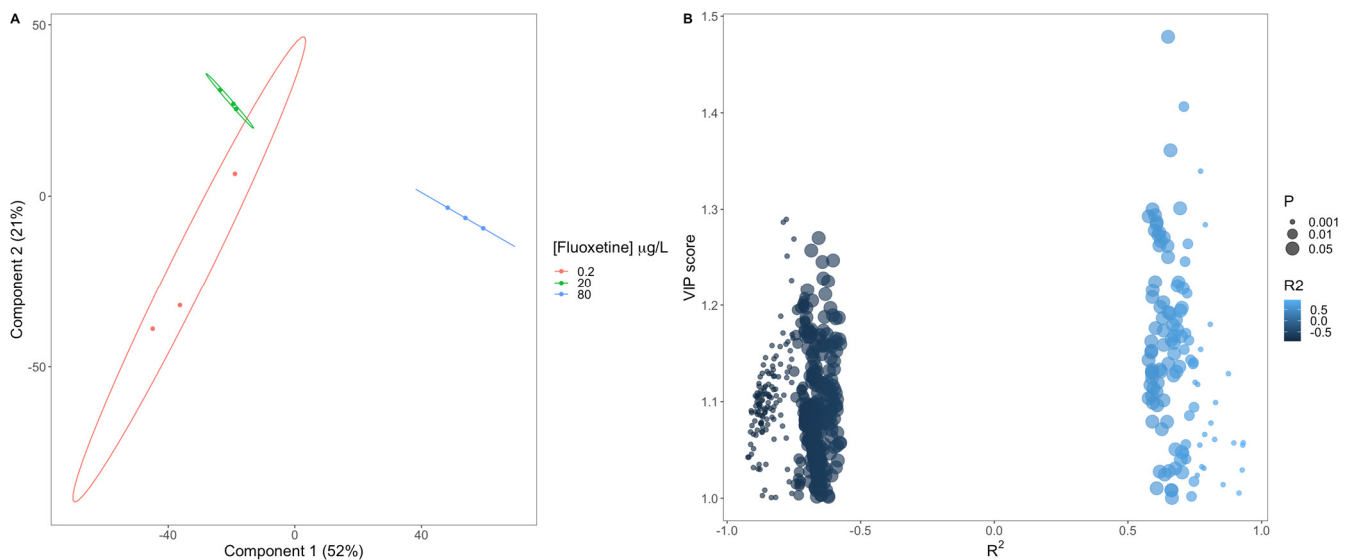 A
50
0
-50
Component 2 (21%)
-40
0
40
Component 1 (52%)
[Fluoxetine] μg/L
0.2
20
80
B
1.5
1.4
1.3
1.2
1.1
1.0
VIP score
-1.0
-0.5
0.0
0.5
1.0
R²
P
0.001
0.01
0.05
R2
0.5
0.0
-0.5